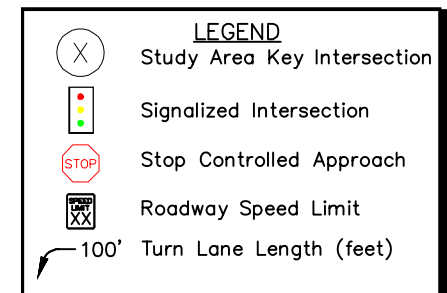 LEGEND
X Study Area Key Intersection
Signalized Intersection
STOP Stop Controlled Approach
SPEED
LIMIT
XX Roadway Speed Limit
100' Turn Lane Length (feet)